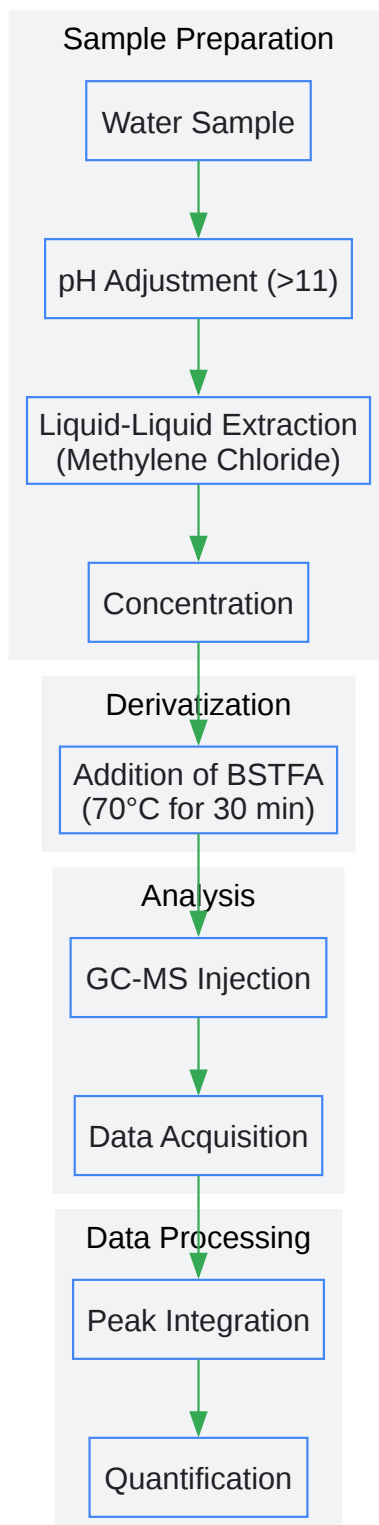 Sample Preparation
Water Sample
pH Adjustment (>11)
Liquid-Liquid Extraction
(Methylene Chloride)
Concentration
Derivatization
Addition of BSTFA
(70°C for 30 min)
Analysis
GC-MS Injection
Data Acquisition
Data Processing
Peak Integration
Quantification